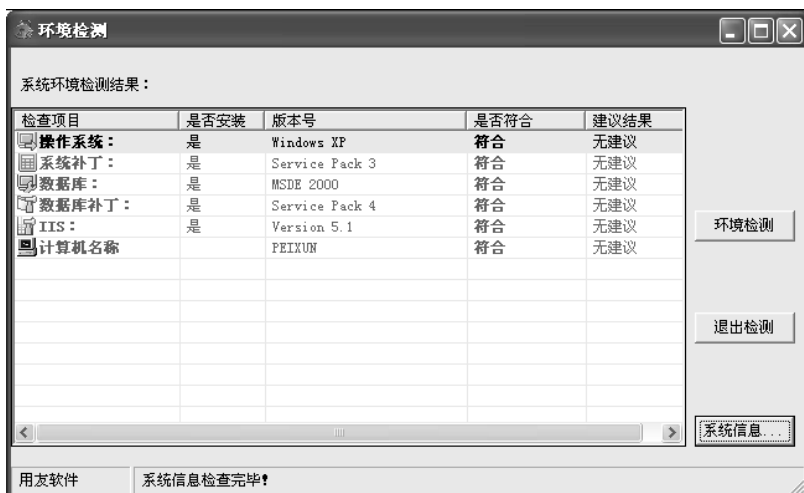 环境检测
系统环境检测结果：
检查项目 是否安装 版本号 是否符合 建议结果
操作系统： 是 Windows XP 符合 无建议
系统补丁： 是 Service Pack 3 符合 无建议
数据库： 是 MSDE 2000 符合 无建议
数据库补丁： 是 Service Pack 4 符合 无建议
IIS： 是 Version 5.1 符合 无建议
计算机名称 PEIXUN 符合 无建议
环境检测
退出检测
系统信息...
用友软件 系统信息检查完毕！